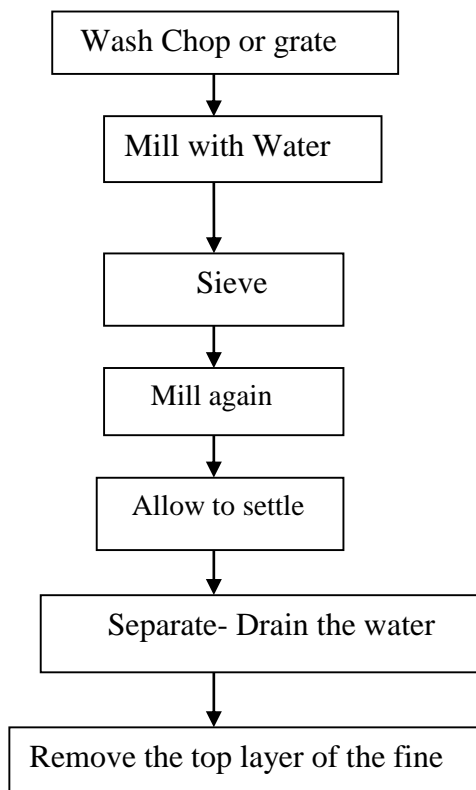 Wash Chop or grate
Mill with Water
Sieve
Mill again
Allow to settle
Separate- Drain the water
Remove the top layer of the fine